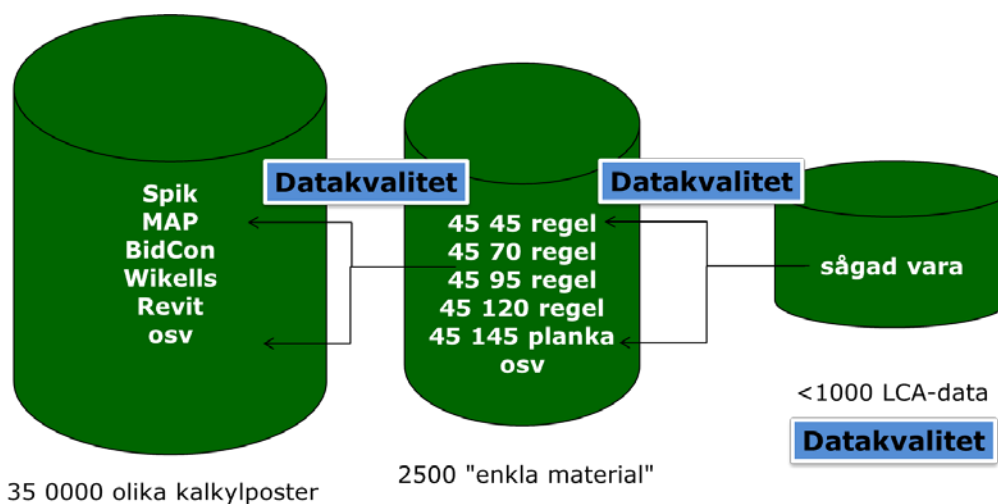 Spik
MAP
BidCon
Wikells
Revit
osv
35 0000 olika kalkylposter
Datakvalitet
45 45 regel
45 70 regel
45 95 regel
45 120 regel
45 145 planka
osv
2500 "enkla material"
Datakvalitet
sågad vara
<1000 LCA-data
Datakvalitet